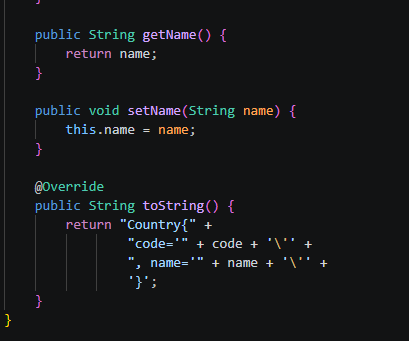 }
public String getName() {
return name;
}
public void setName(String name) {
this.name = name;
}
@Override
public String toString() {
return "Country{" +
"code='" + code + '\'' +
", name='" + name + '\'' +
'}';
}
}